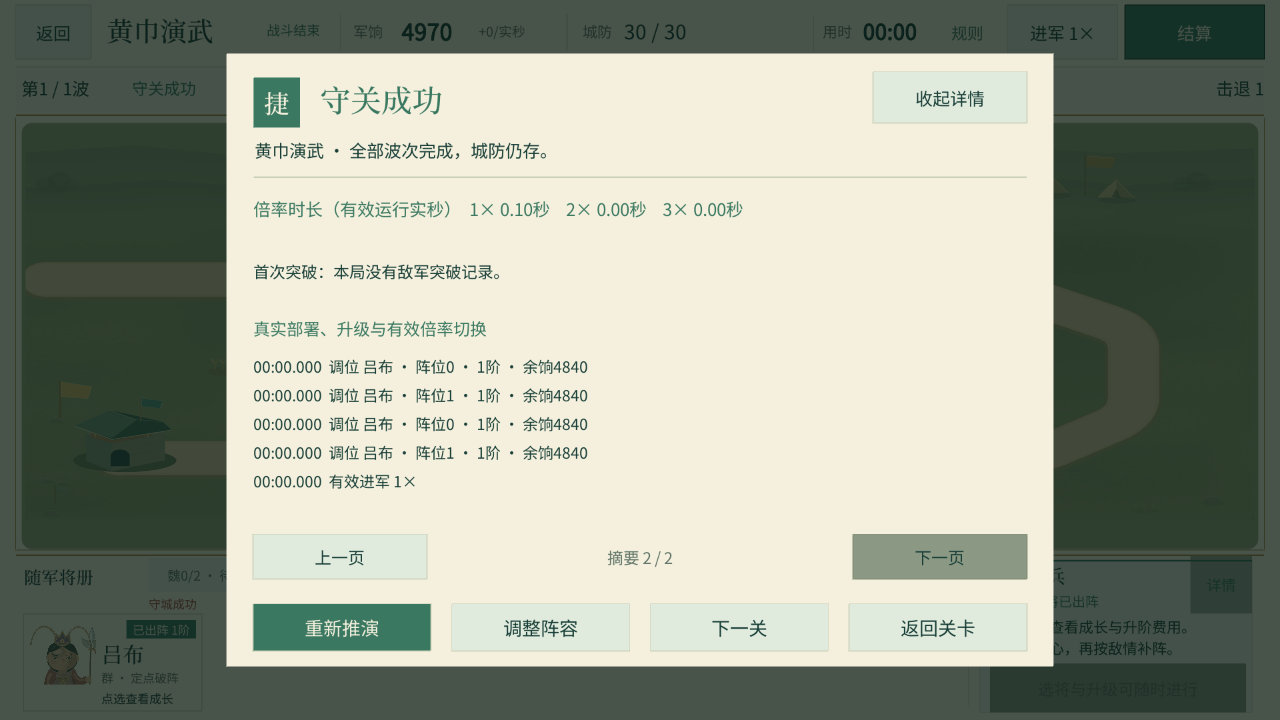 返回
黄巾演武
战斗结束
军饷 4970 +0/实秒
城防 30 / 30
用时 00:00
规则
进军 1×
结算
第1 / 1波
守关成功
击退 1
捷
守关成功
收起详情
黄巾演武 · 全部波次完成，城防仍存。
倍率时长（有效运行实秒） 1× 0.10秒 2× 0.00秒 3× 0.00秒
首次突破：本局没有敌军突破记录。
真实部署、升级与有效倍率切换
00:00.000 调位 吕布 · 阵位0 · 1阶 · 余饷4840
00:00.000 调位 吕布 · 阵位1 · 1阶 · 余饷4840
00:00.000 调位 吕布 · 阵位0 · 1阶 · 余饷4840
00:00.000 调位 吕布 · 阵位1 · 1阶 · 余饷4840
00:00.000 有效进军 1×
上一页
摘要 2 / 2
下一页
重新推演
调整阵容
下一关
返回关卡
随军将册
魏0/2 ·
守城成功
已出阵 1阶
吕布
群 · 定点破阵
点选查看成长
兵
详情
已出阵
查看成长与升阶费用。
心，再按敌情补阵。
选将与升级可随时进行